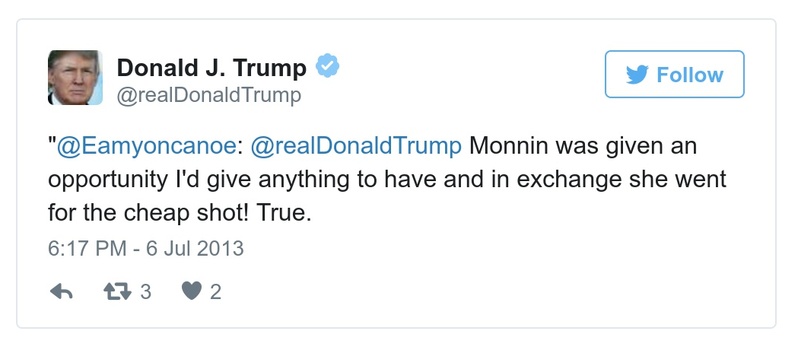 Donald J. Trump
@realDonaldTrump
Follow
"@Eamyoncanoe: @realDonaldTrump Monnin was given an
opportunity I'd give anything to have and in exchange she went
for the cheap shot! True.
6:17 PM - 6 Jul 2013
3 2